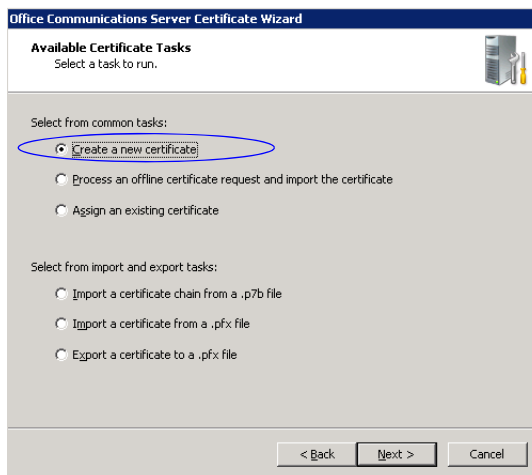 Office Communications Server Certificate Wizard
Available Certificate Tasks
Select a task to run.
Select from common tasks:
Create a new certificate
Process an offline certificate request and import the certificate
Assign an existing certificate
Select from import and export tasks:
Import a certificate chain from a .p7b file
Import a certificate from a .pfx file
Export a certificate to a .pfx file
< Back Next > Cancel